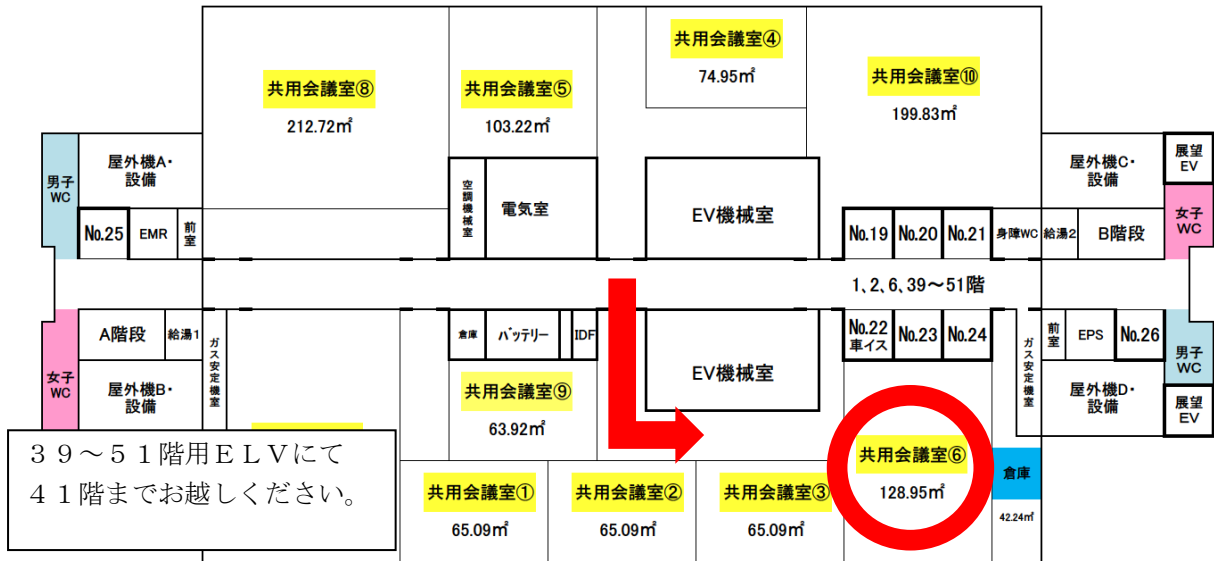 共用会議室④
74.95㎡
共用会議室⑧
212.72㎡
共用会議室⑤
103.22㎡
共用会議室⑩
199.83㎡
男子
WC
屋外機A・
設備
空調機械室
電気室
EV機械室
屋外機C・
設備
展望
EV
女子
WC
No.25
EMR
前室
No.19
No.20
No.21
身障WC
給湯2
B階段
1、2、6、39～51階
女子
WC
A階段
給湯1
ガス安定機室
倉庫
バッテリー
IDF
No.22
車イス
No.23
No.24
ガス安定機室
前室
EPS
No.26
男子
WC
屋外機B・
設備
共用会議室⑨
63.92㎡
EV機械室
屋外機D・
設備
展望
EV
３９～５１階用ＥＬＶにて
４１階までお越しください。
共用会議室①
65.09㎡
共用会議室②
65.09㎡
共用会議室③
65.09㎡
共用会議室⑥
128.95㎡
倉庫
42.24㎡